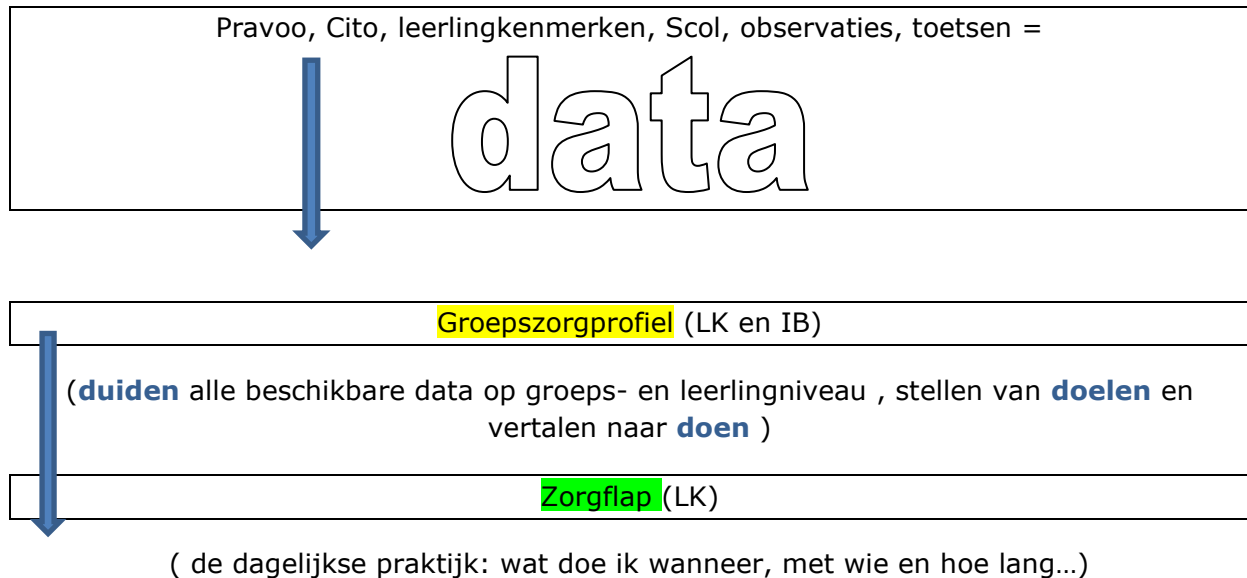 Pravoo, Cito, leerlingkenmerken, Scol, observaties, toetsen =
data
Groepszorgprofiel (LK en IB)
(duiden alle beschikbare data op groeps- en leerlingniveau , stellen van doelen en
vertalen naar doen )
Zorgflap (LK)
( de dagelijkse praktijk: wat doe ik wanneer, met wie en hoe lang…)